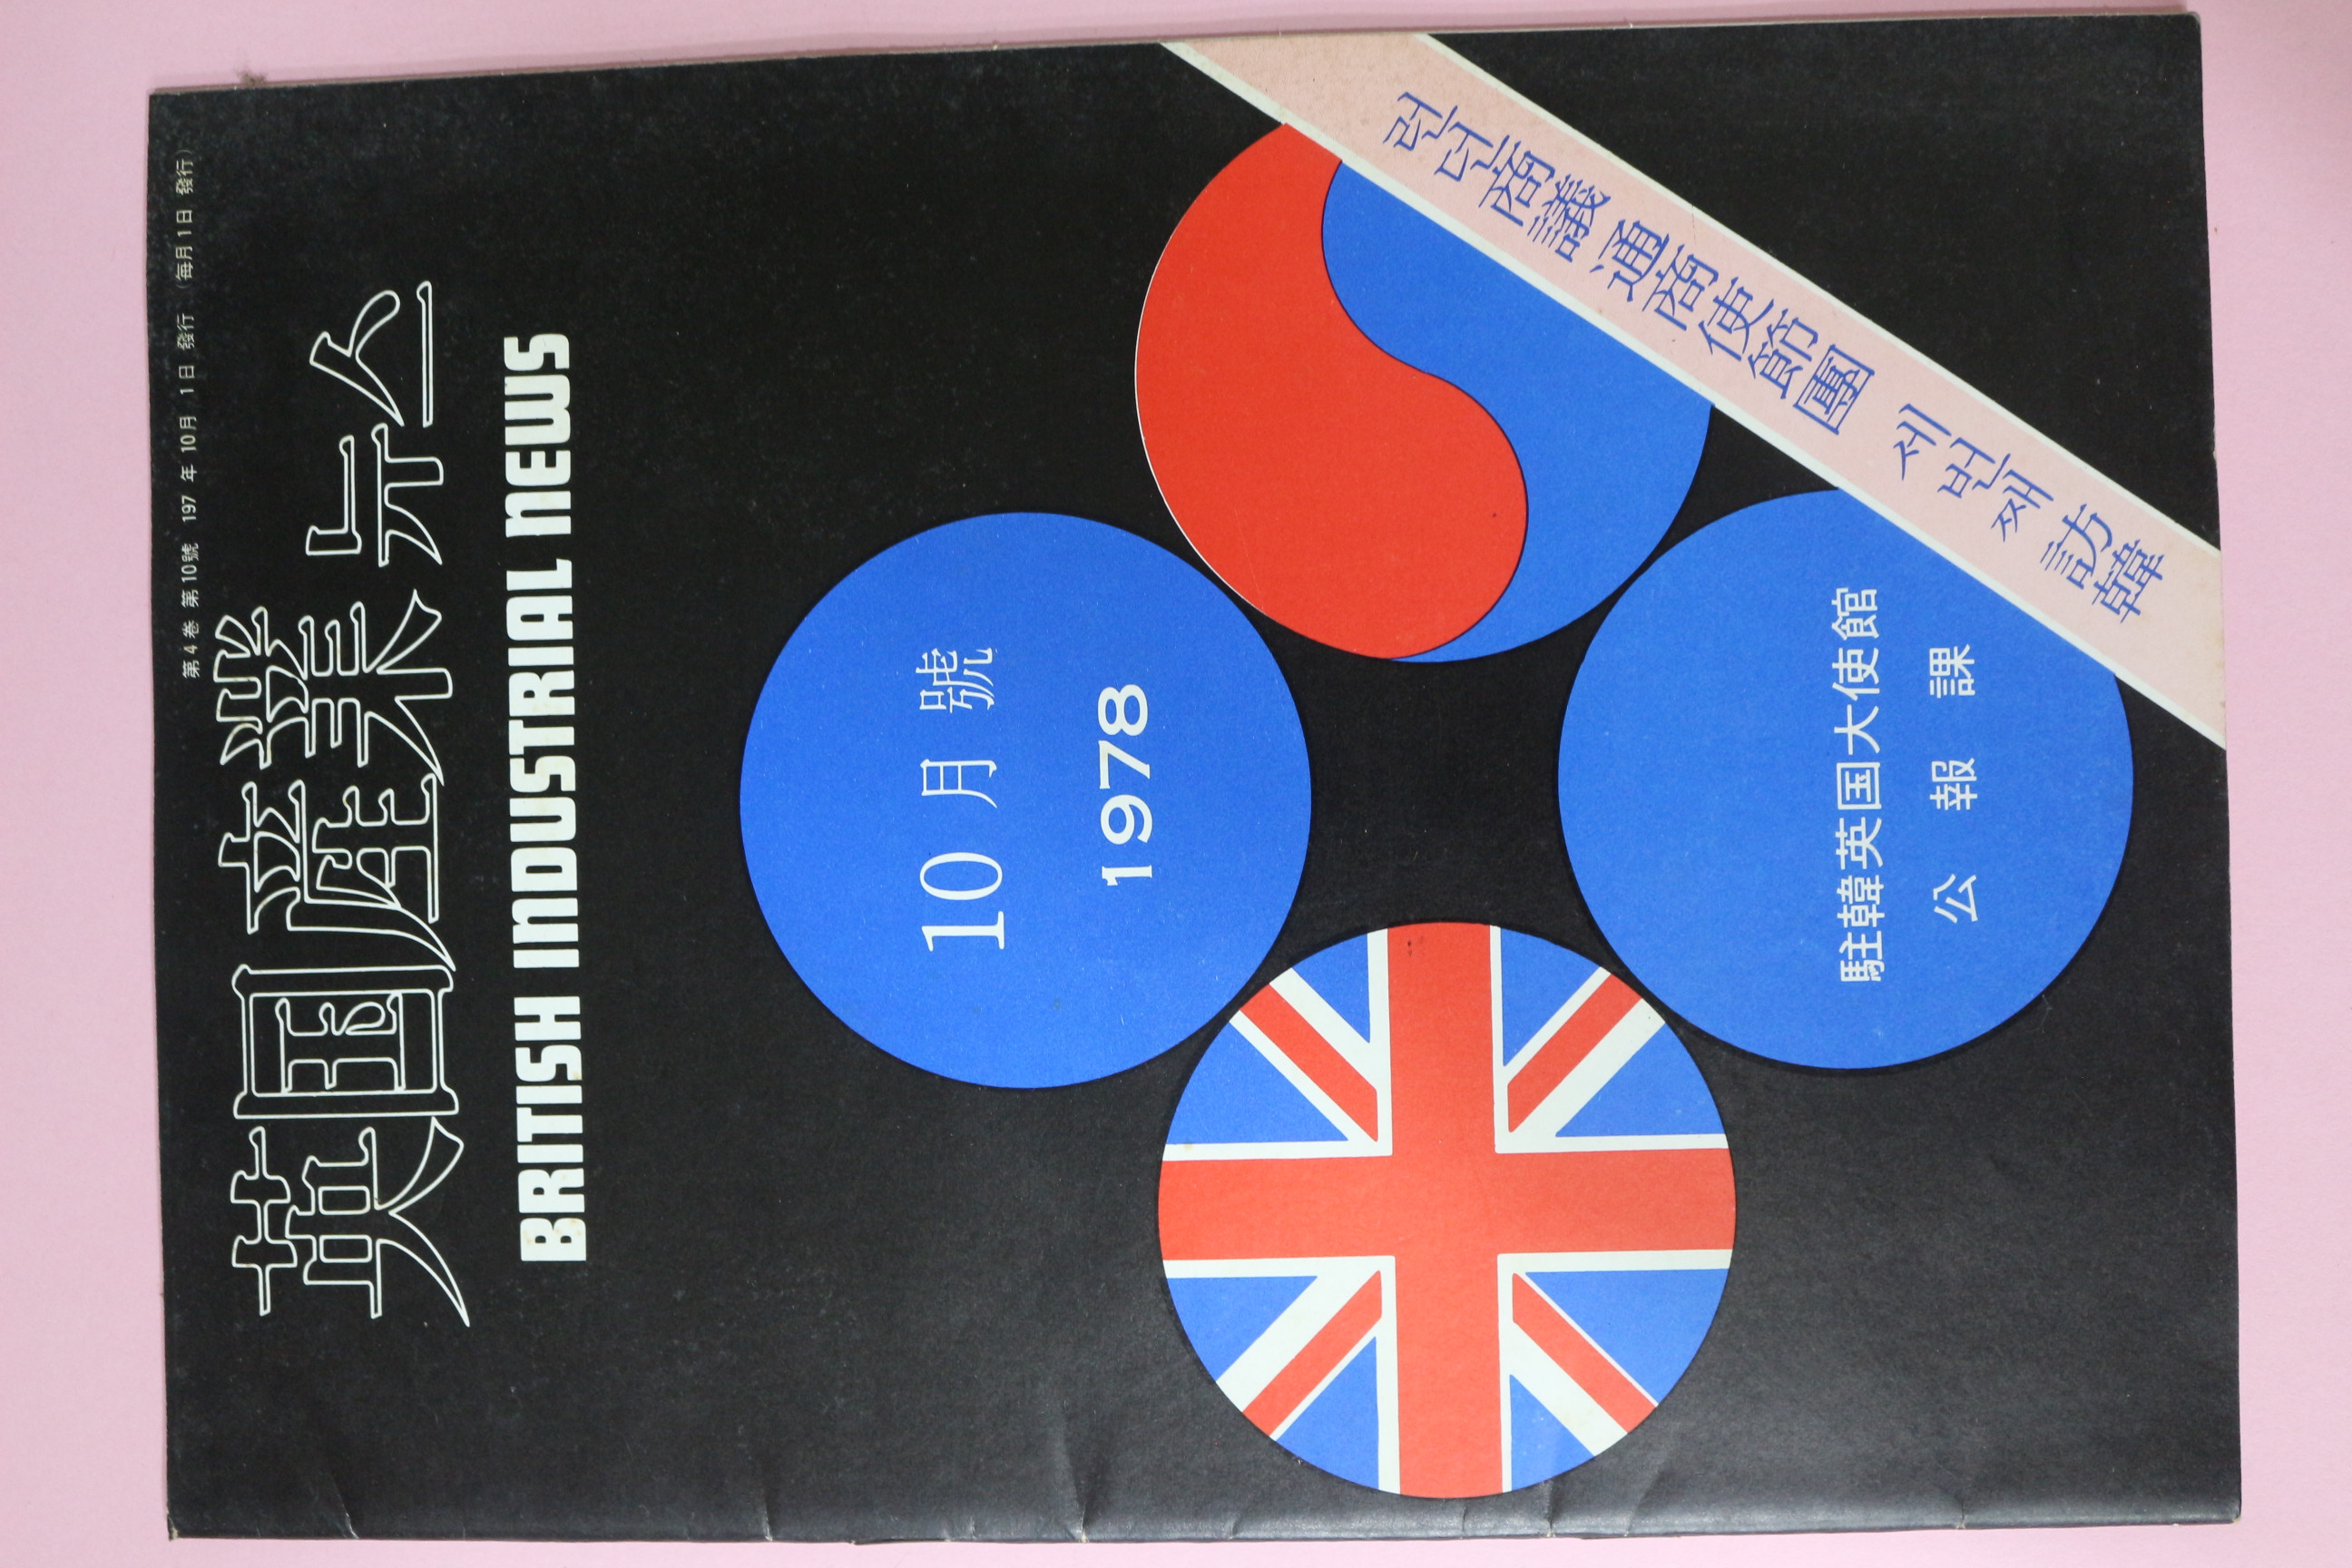 第4巻 第10號 197 年 10月 1日 發行 (每月1日 發行)
英国産業 뉴스
BRITISH INDUSTRIAL NEWS
10月 號
1978
駐韓英国大使館
公 報 課
런던商議 通商使節團 세번째 訪韓